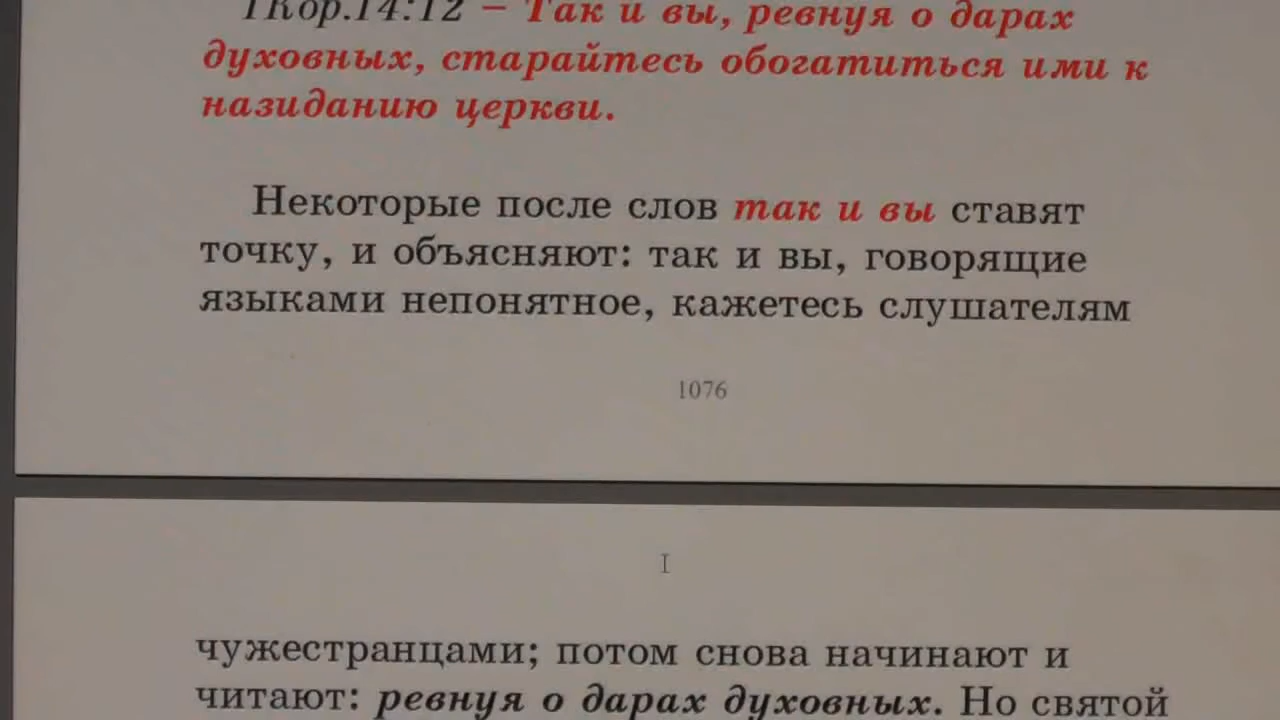 1Кор.14:12 – Так и вы, ревнуя о дарах
духовных, старайтесь обогатиться ими к
назиданию церкви.
Некоторые после слов так и вы ставят
точку, и объясняют: так и вы, говорящие
языками непонятное, кажетесь слушателям
1076
чужестранцами; потом снова начинают и
читают: ревнуя о дарах духовных. Но святой